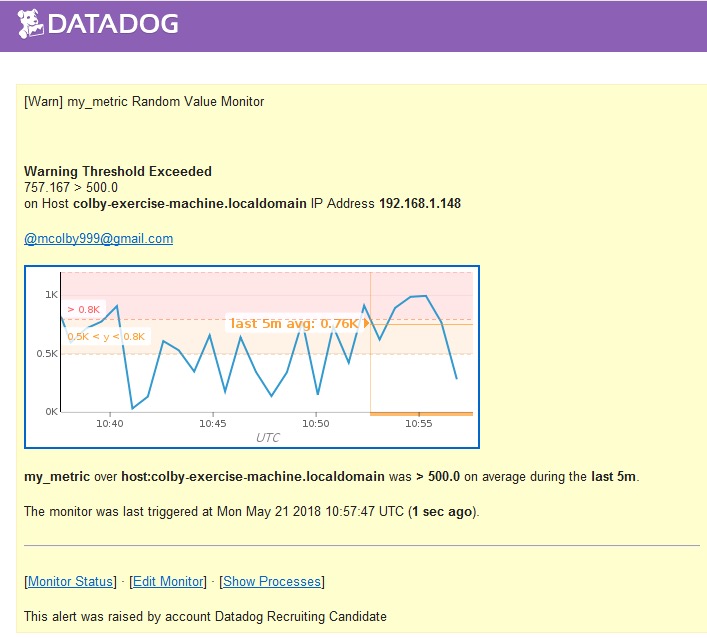 DATADOG
[Warn] my_metric Random Value Monitor
Warning Threshold Exceeded
757.167 > 500.0
on Host colby-exercise-machine.localdomain IP Address 192.168.1.148
@mcolby999@gmail.com
1K
> 0.8K
last 5m avg: 0.76K
0.5K < y < 0.8K
0.5K
0K
10:40 10:45 10:50 10:55
UTC
my_metric over host:colby-exercise-machine.localdomain was > 500.0 on average during the last 5m.
The monitor was last triggered at Mon May 21 2018 10:57:47 UTC (1 sec ago).
[Monitor Status] · [Edit Monitor] · [Show Processes]
This alert was raised by account Datadog Recruiting Candidate